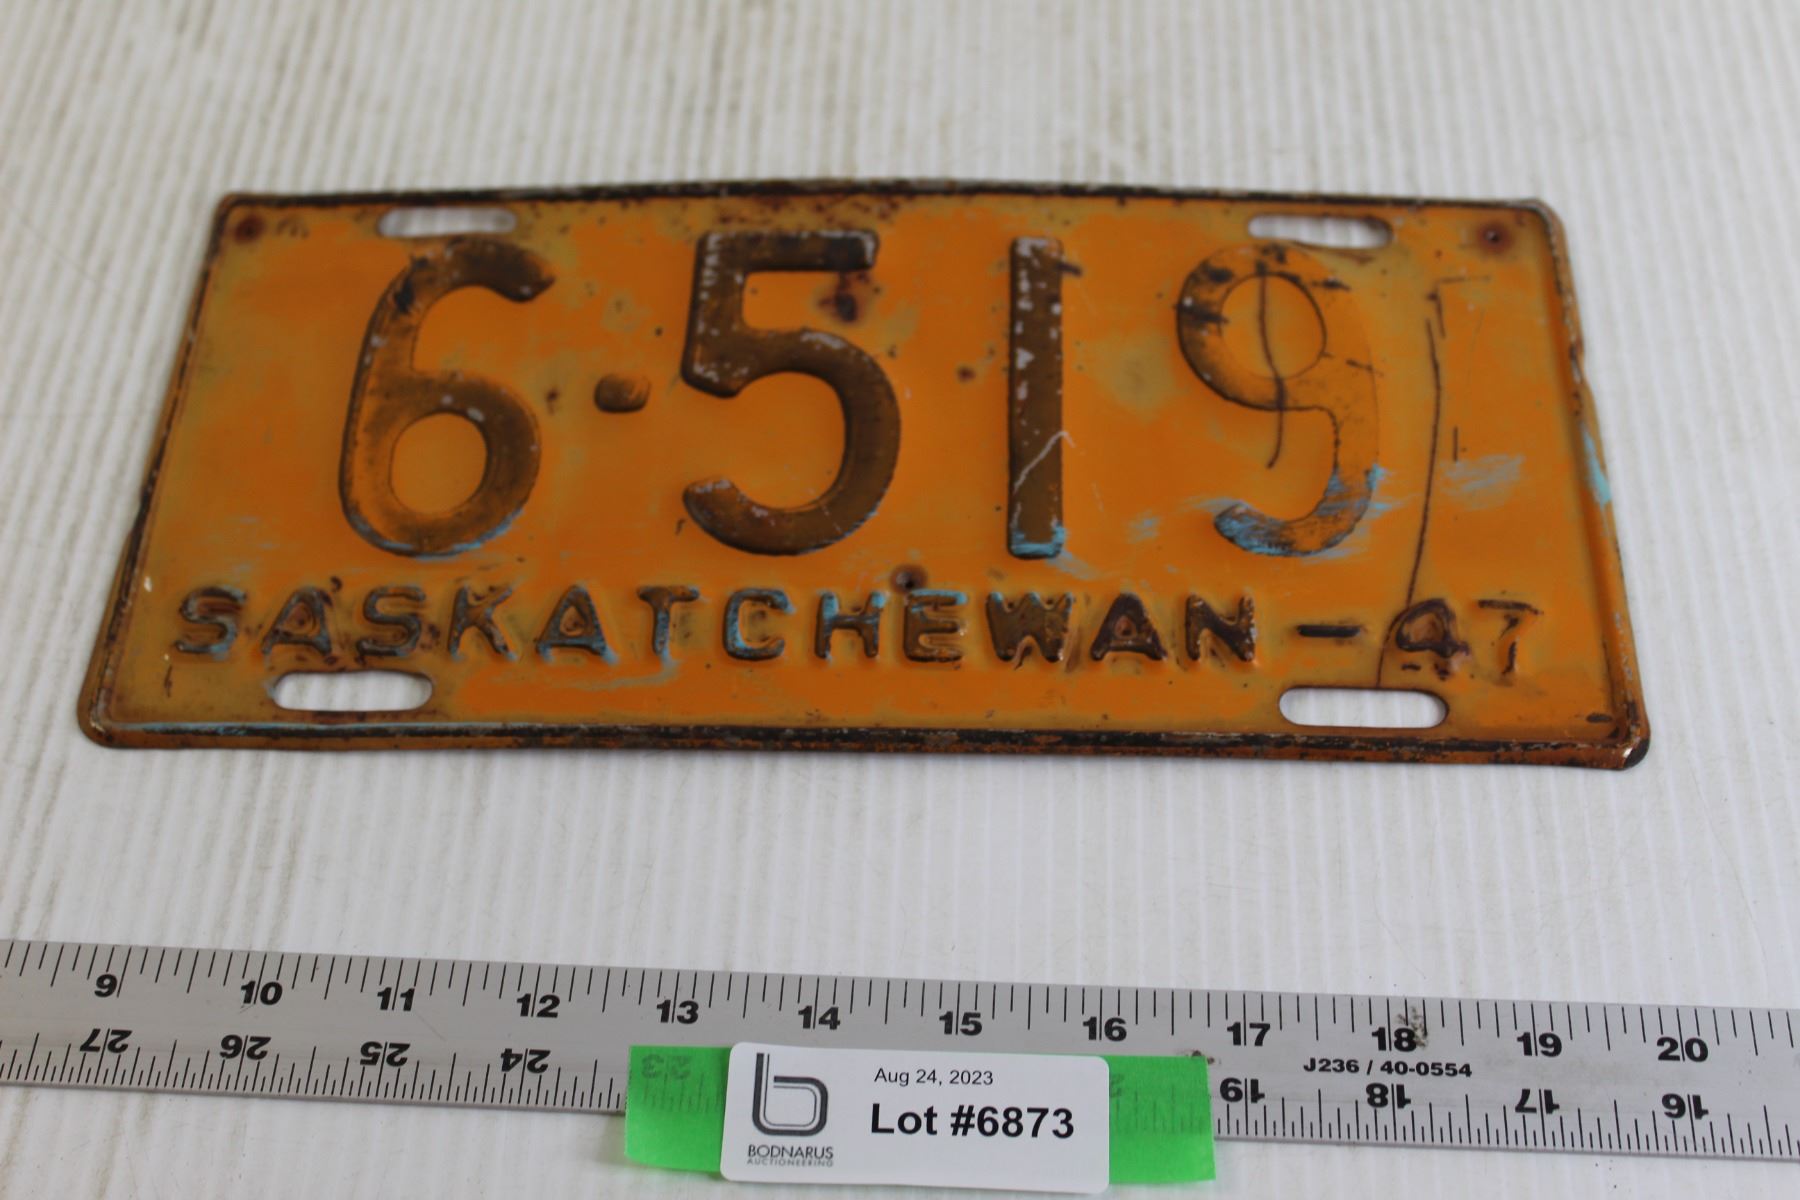 6·519
SASKATCHEWAN-47
9 10 11 12 13 14 15 16 17 18 19 20
J236 / 40-0554
27 26 25 24 23 19 18 17 16
Aug 24, 2023
Lot #6873
b
BODNARUS
AUCTIONEERING